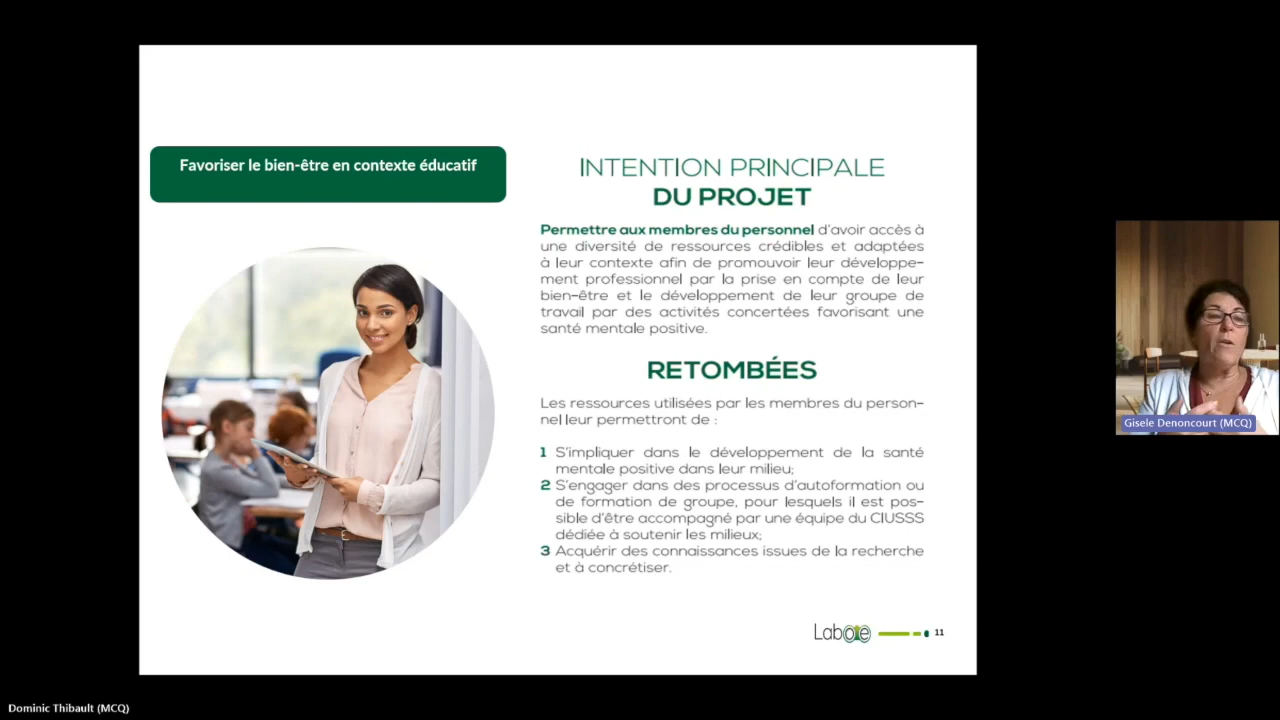 Favoriser le bien-être en contexte éducatif
INTENTION PRINCIPALE
DU PROJET
Permettre aux membres du personnel d'avoir accès à
une diversité de ressources crédibles et adaptées
à leur contexte afin de promouvoir leur développe-
ment professionnel par la prise en compte de leur
bien-être et le développement de leur groupe de
travail par des activités concertées favorisant une
santé mentale positive.
RETOMBÉES
Les ressources utilisées par les membres du person-
nel leur permettront de :
1 S'impliquer dans le développement de la santé
mentale positive dans leur milieu;
2 S'engager dans des processus d'autoformation ou
de formation de groupe, pour lesquels il est pos-
sible d'être accompagné par une équipe du CIUSSS
dédiée à soutenir les milieux;
3 Acquérir des connaissances issues de la recherche
et à concrétiser.
11
Gisele Denoncourt (MCQ)
Dominic Thibault (MCQ)